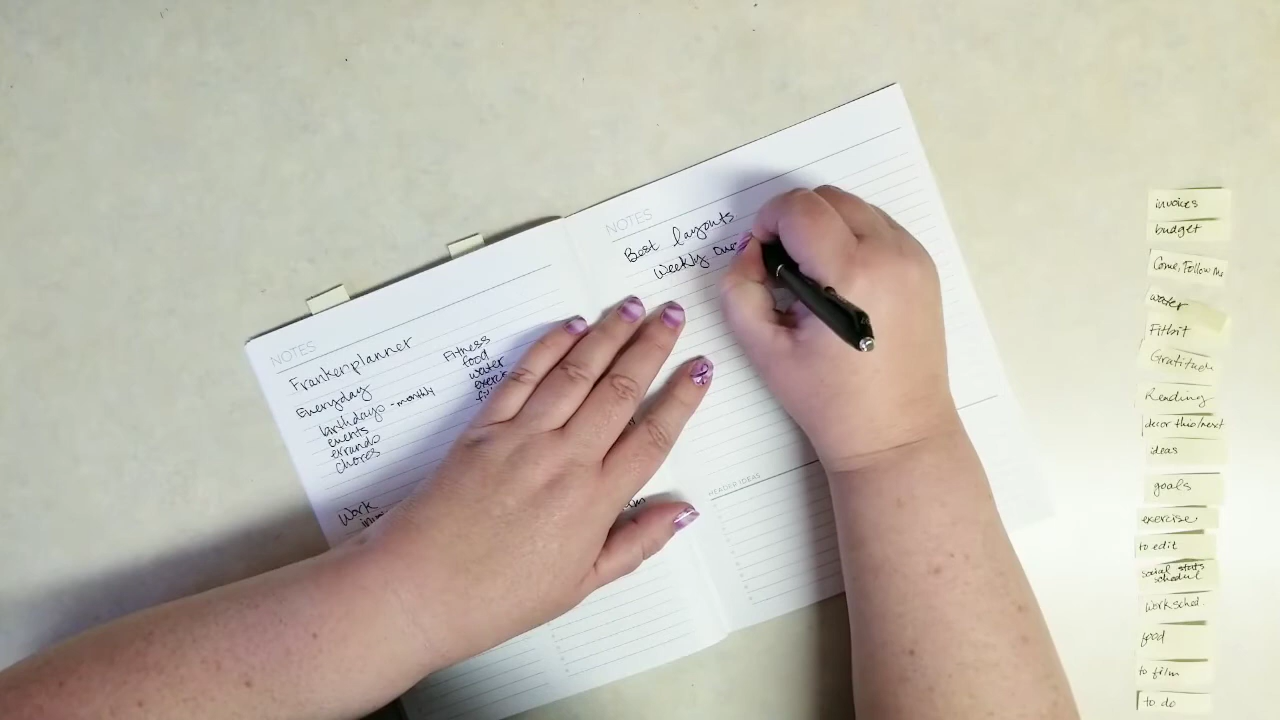 NOTES
Frankenplanner
Everyday
birthdays - monthly
events
errands
chores
Work
Fitness
food
water
NOTES
Best layouts
Weekly
HEADER IDEAS
invoices
budget
Come, Follow Me
water
Fitbit
Gratitude
Reading
decor this/next
ideas
goals
exercise
to edit
social stats
schedul
work sched.
food
to film
to do